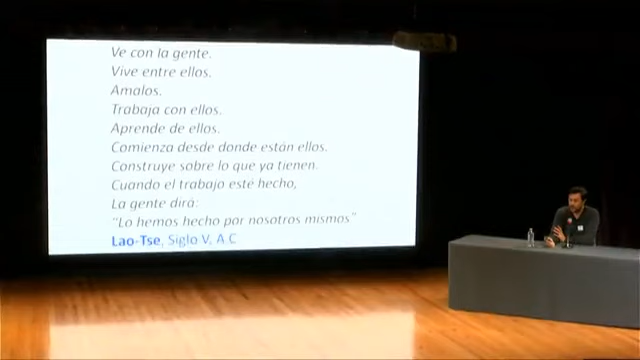 Ve con la gente.
Vive entre ellos.
Amalos.
Trabaja con ellos.
Aprende de ellos.
Comienza desde donde están ellos.
Construye sobre lo que ya tienen.
Cuando el trabajo esté hecho,
La gente dirá:
“Lo hemos hecho por nosotros mismos”
Lao-Tse, Siglo V. A.C